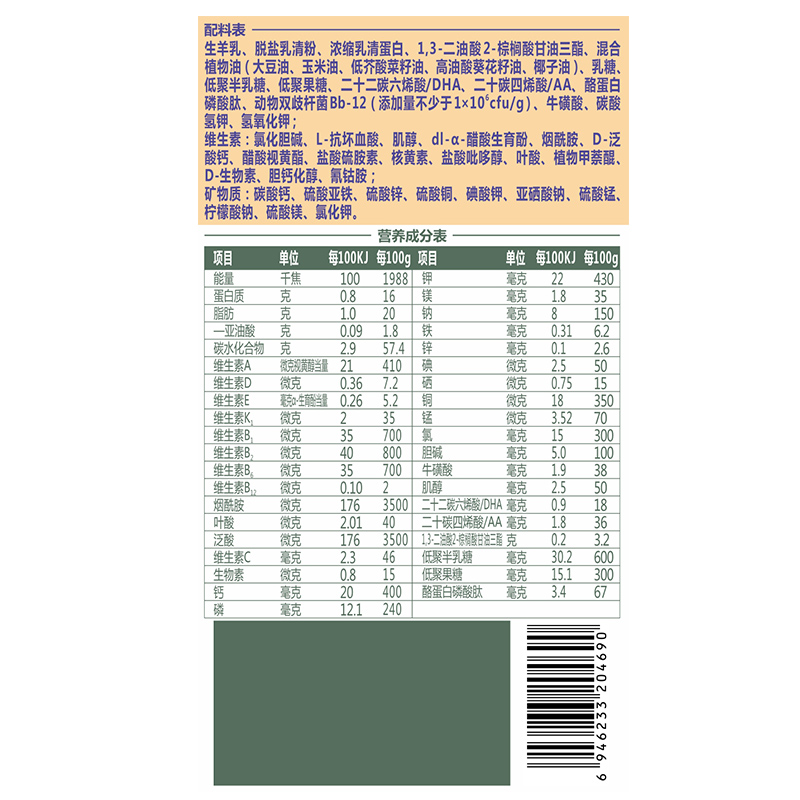 配料表
生羊乳、脱盐乳清粉、浓缩乳清蛋白、1,3-二油酸2-棕榈酸甘油三酯、混合
植物油(大豆油、玉米油、低芥酸菜籽油、高油酸葵花籽油、椰子油)、乳糖、
低聚半乳糖、低聚果糖、二十二碳六烯酸/DHA、二十碳四烯酸/AA、酪蛋白
磷酸肽、动物双歧杆菌Bb-12(添加量不少于1×10⁶cfu/g)、牛磺酸、碳酸
氢钾、氢氧化钾；
维生素：氯化胆碱、L-抗坏血酸、肌醇、dl-α-醋酸生育酚、烟酰胺、D-泛
酸钙、醋酸视黄酯、盐酸硫胺素、核黄素、盐酸吡哆醇、叶酸、植物甲萘醌、
D-生物素、胆钙化醇、氰钴胺；
矿物质：碳酸钙、硫酸亚铁、硫酸锌、硫酸铜、碘酸钾、亚硒酸钠、硫酸锰、
柠檬酸钠、硫酸镁、氯化钾。
营养成分表
项目 单位 每100KJ 每100g 项目 单位 每100KJ 每100g
能量 千焦 100 1988 钾 毫克 22 430
蛋白质 克 0.8 16 镁 毫克 1.8 35
脂肪 克 1.0 20 钠 毫克 8 150
—亚油酸 克 0.09 1.8 铁 毫克 0.31 6.2
碳水化合物 克 2.9 57.4 锌 毫克 0.1 2.6
维生素A 微克视黄醇当量 21 410 碘 微克 2.5 50
维生素D 微克 0.36 7.2 硒 微克 0.75 15
维生素E 毫克α-生育酚当量 0.26 5.2 铜 微克 18 350
维生素K₁ 微克 2 35 锰 微克 3.52 70
维生素B₁ 微克 35 700 氯 毫克 15 300
维生素B₂ 微克 40 800 胆碱 毫克 5.0 100
维生素B₆ 微克 35 700 牛磺酸 毫克 1.9 38
维生素B₁₂ 微克 0.10 2 肌醇 毫克 2.5 50
烟酰胺 微克 176 3500 二十二碳六烯酸/DHA 毫克 0.9 18
叶酸 微克 2.01 40 二十碳四烯酸/AA 毫克 1.8 36
泛酸 微克 176 3500 1,3-二油酸2-棕榈酸甘油三酯 克 0.2 3.2
维生素C 毫克 2.3 46 低聚半乳糖 毫克 30.2 600
生物素 微克 0.8 15 低聚果糖 毫克 15.1 300
钙 毫克 20 400 酪蛋白磷酸肽 毫克 3.4 67
磷 毫克 12.1 240
6 946233 204690